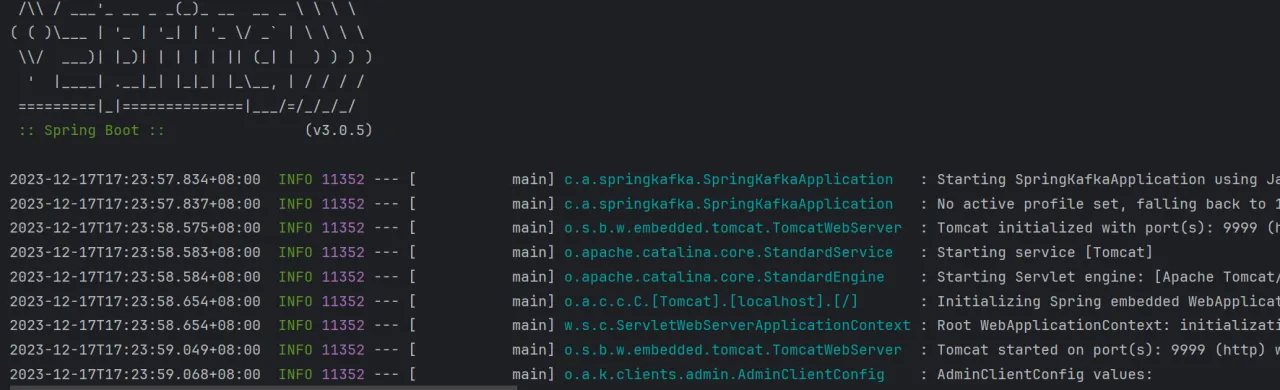 /\\ / ___'_ __ _ _(_)_ __  __ _ \ \ \ \
( ( )\___ | '_ | '_| | '_ \/ _` | \ \ \ \
 \\/  ___)| |_)| | | | | || (_| |  ) ) ) )
  '  |____| .__|_| |_|_| |_\__, | / / / /
 =========|_|==============|___/=/_/_/_/
 :: Spring Boot ::                (v3.0.5)
2023-12-17T17:23:57.834+08:00  INFO 11352 --- [           main] c.a.springkafka.SpringKafkaApplication   : Starting SpringKafkaApplication using Ja
2023-12-17T17:23:57.837+08:00  INFO 11352 --- [           main] c.a.springkafka.SpringKafkaApplication   : No active profile set, falling back to 1
2023-12-17T17:23:58.575+08:00  INFO 11352 --- [           main] o.s.b.w.embedded.tomcat.TomcatWebServer  : Tomcat initialized with port(s): 9999 (h
2023-12-17T17:23:58.583+08:00  INFO 11352 --- [           main] o.apache.catalina.core.StandardService   : Starting service [Tomcat]
2023-12-17T17:23:58.584+08:00  INFO 11352 --- [           main] o.apache.catalina.core.StandardEngine    : Starting Servlet engine: [Apache Tomcat/
2023-12-17T17:23:58.654+08:00  INFO 11352 --- [           main] o.a.c.c.C.[Tomcat].[localhost].[/]       : Initializing Spring embedded WebApplicat
2023-12-17T17:23:58.654+08:00  INFO 11352 --- [           main] w.s.c.ServletWebServerApplicationContext : Root WebApplicationContext: initializati
2023-12-17T17:23:59.049+08:00  INFO 11352 --- [           main] o.s.b.w.embedded.tomcat.TomcatWebServer  : Tomcat started on port(s): 9999 (http) w
2023-12-17T17:23:59.068+08:00  INFO 11352 --- [           main] o.a.k.clients.admin.AdminClientConfig    : AdminClientConfig values: